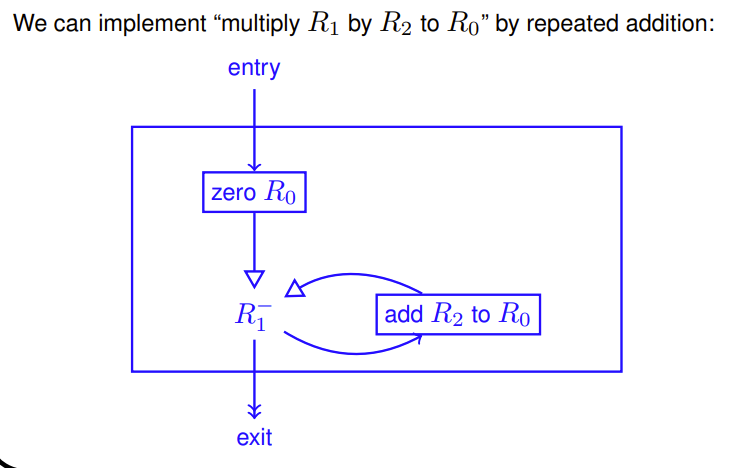 We can implement “multiply R₁ by R₂ to R₀” by repeated addition:
entry
zero R₀
R₁⁻
add R₂ to R₀
exit